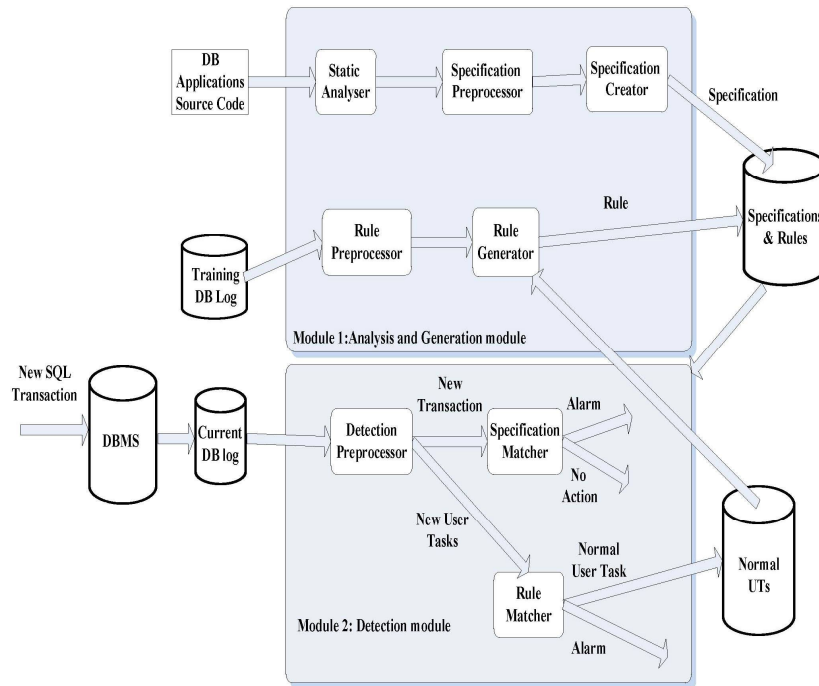 DB
Applications
Source Code
Static
Analyser
Specification
Preprocessor
Specification
Creator
Specification
Specifications
& Rules
Training
DB Log
Rule
Preprocessor
Rule
Generator
Rule
Module 1:Analysis and Generation module
New SQL
Transaction
DBMS
Current
DB log
Detection
Preprocessor
New
Transaction
Specification
Matcher
Alarm
No
Action
New User
Tasks
Rule
Matcher
Normal
User Task
Alarm
Normal
UTs
Module 2: Detection module